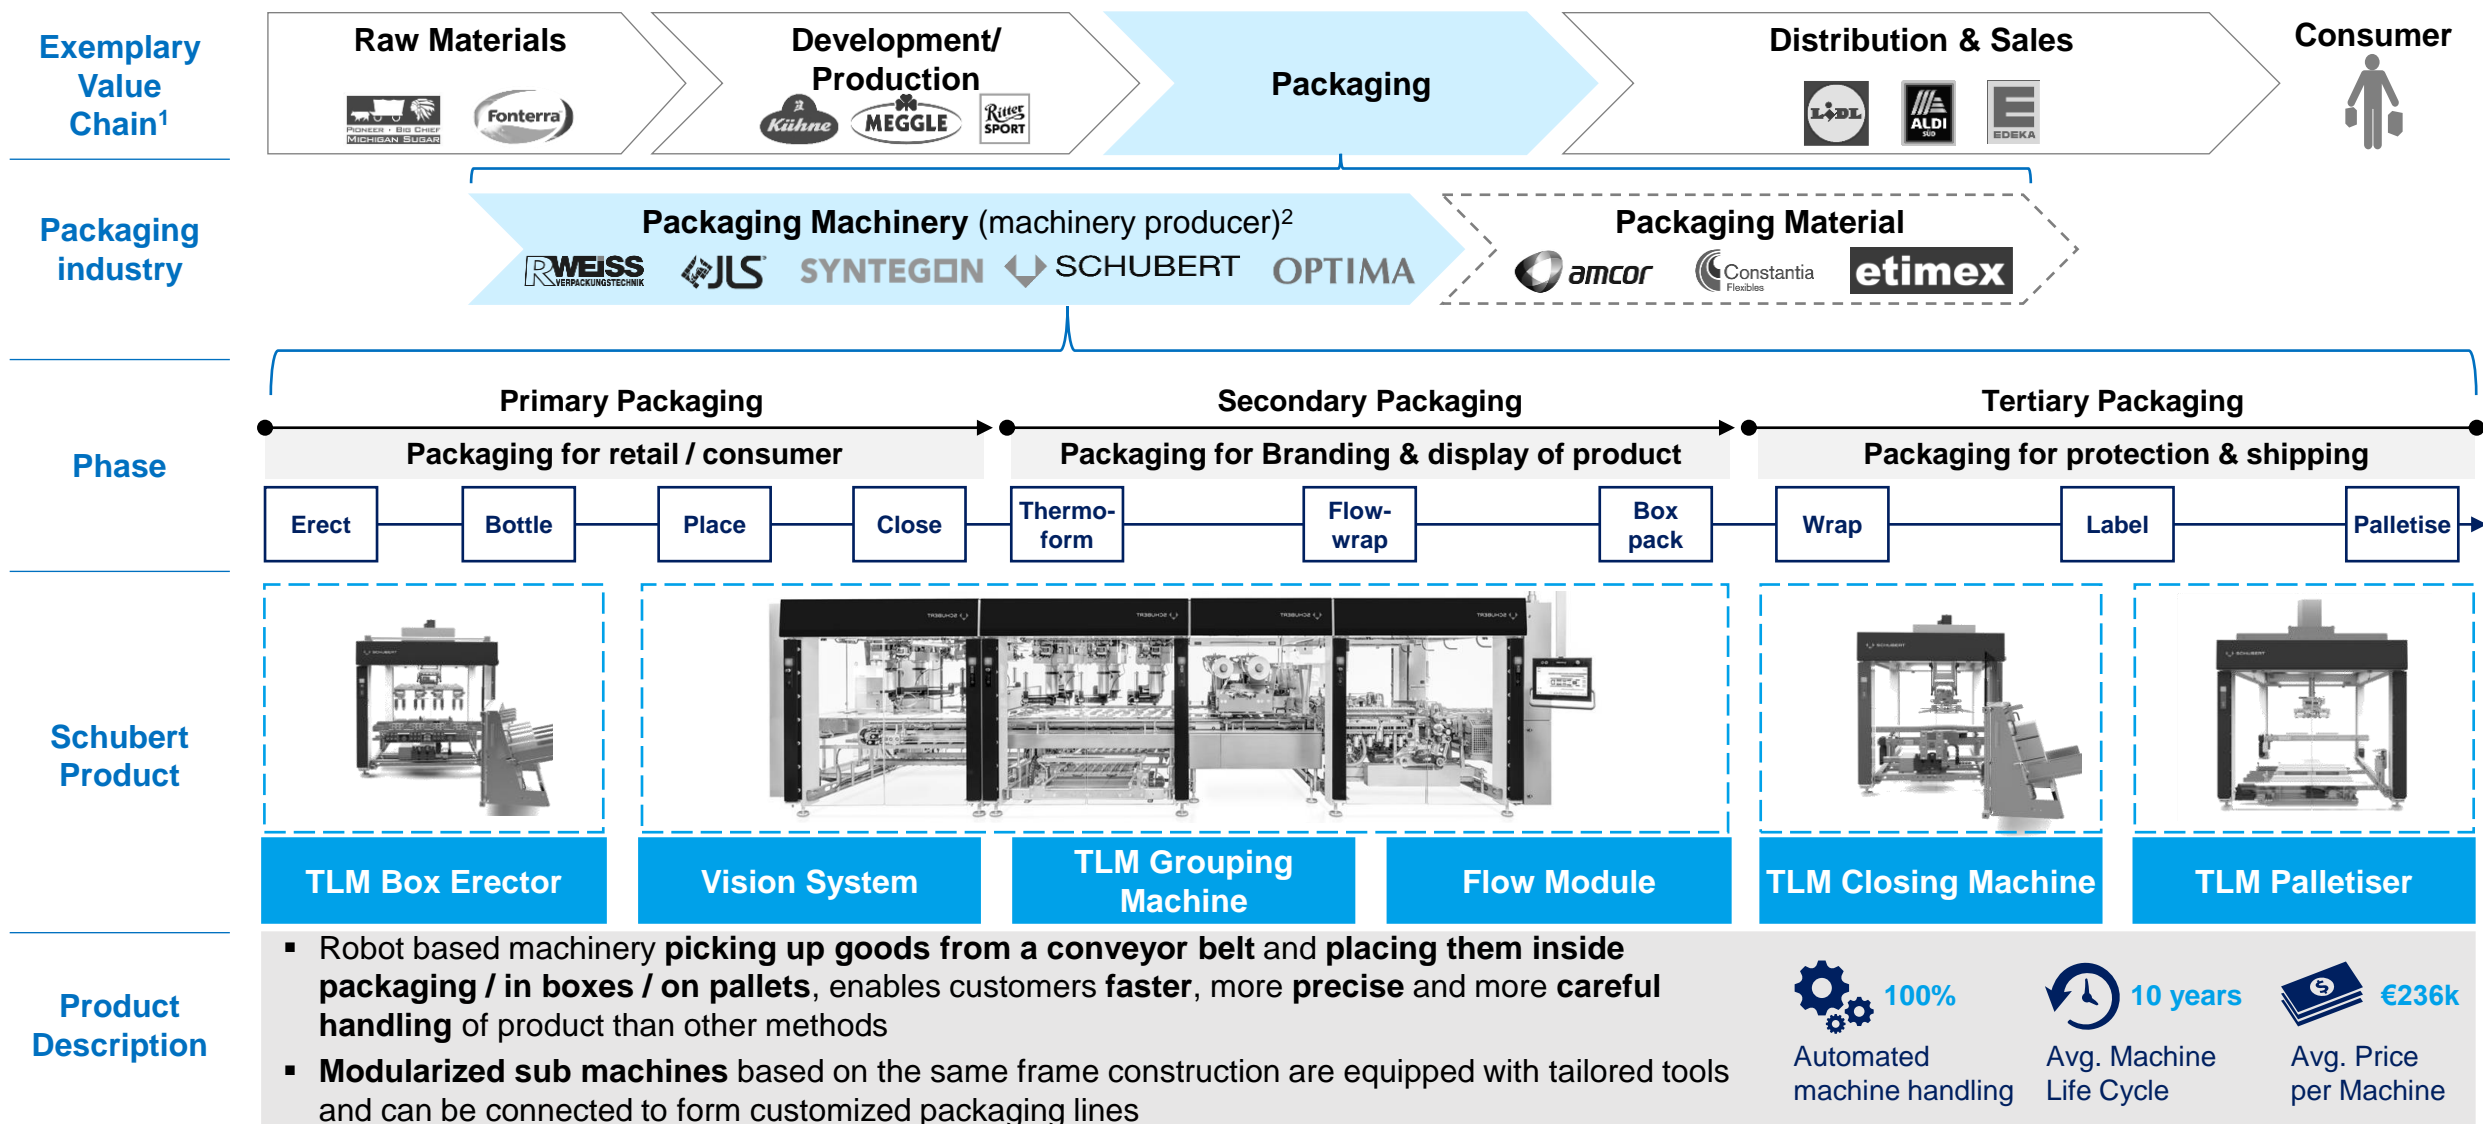 Exemplary
Value
Chain1
Raw Materials
PIONEER · BIG CHIEF
MICHIGAN SUGAR
Fonterra
Development/
Production
Kühne
MEGGLE
Ritter
SPORT
Packaging
Distribution & Sales
LIDL
ALDI
SÜD
E
EDEKA
Consumer
Packaging
industry
Packaging Machinery (machinery producer)2
RWEISS
VERPACKUNGSTECHNIK
JLS
SYNTEGON
SCHUBERT
OPTIMA
Packaging Material
amcor
Constantia
Flexibles
etimex
Phase
Primary Packaging
Packaging for retail / consumer
Secondary Packaging
Packaging for Branding & display of product
Tertiary Packaging
Packaging for protection & shipping
Erect
Bottle
Place
Close
Thermo-
form
Flow-
wrap
Box
pack
Wrap
Label
Palletise
Schubert
Product
SCHUBERT
SCHUBERT
SCHUBERT
SCHUBERT
SCHUBERT
SCHUBERT
SCHUBERT
TLM Box Erector
Vision System
TLM Grouping
Machine
Flow Module
TLM Closing Machine
TLM Palletiser
Product
Description
▪ Robot based machinery picking up goods from a conveyor belt and placing them inside
packaging / in boxes / on pallets, enables customers faster, more precise and more careful
handling of product than other methods
▪ Modularized sub machines based on the same frame construction are equipped with tailored tools
and can be connected to form customized packaging lines
100%
Automated
machine handling
10 years
Avg. Machine
Life Cycle
$
€236k
Avg. Price
per Machine